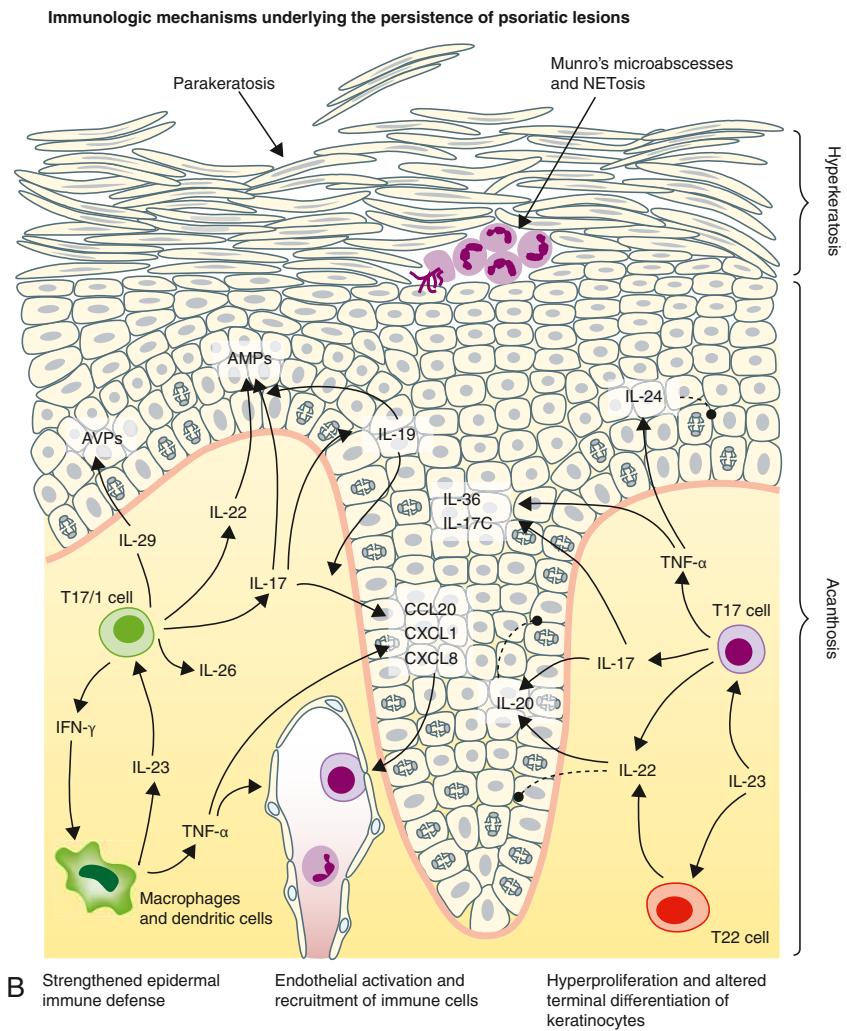 Immunologic mechanisms underlying the persistence of psoriatic lesions
Parakeratosis
Munro's microabscesses
and NETosis
Hyperkeratosis
AMPs
IL-24
AVPs
IL-19
IL-36
IL-17C
IL-22
IL-29
TNF-α
IL-17
T17/1 cell
CCL20
CXCL1
CXCL8
T17 cell
Acanthosis
IL-26
IL-17
IL-20
IFN-γ
IL-23
IL-22
IL-23
TNF-α
Macrophages
and dendritic cells
T22 cell
B
Strengthened epidermal
immune defense
Endothelial activation and
recruitment of immune cells
Hyperproliferation and altered
terminal differentiation of
keratinocytes